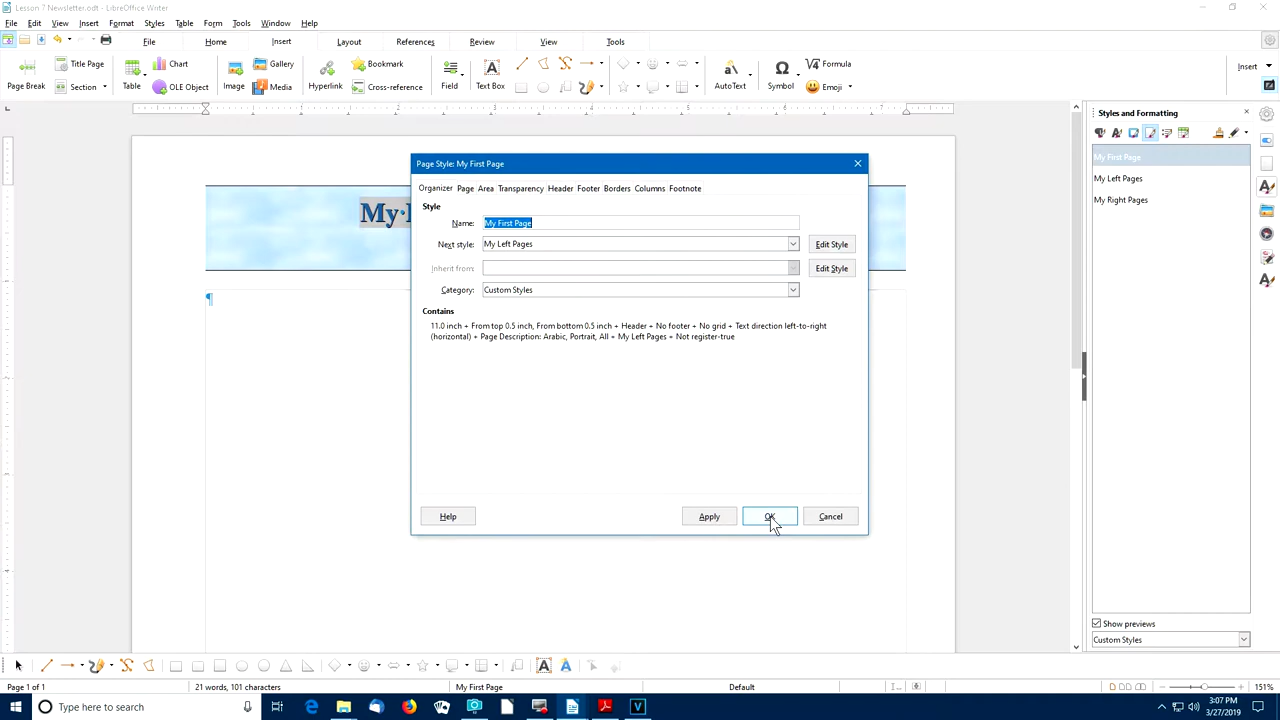 Lesson 7 Newsletter.odt - LibreOffice Writer
File Edit View Insert Format Styles Table Form Tools Window Help
File Home Insert Layout References Review View Tools
Title Page Chart Gallery Bookmark Formula Insert
Page Break Section Table OLE Object Image Media Hyperlink Cross-reference Field Text Box AutoText Symbol Emoji
Styles and Formatting
My First Page
My Left Pages
My Right Pages
My
Page Style: My First Page
Organizer Page Area Transparency Header Footer Borders Columns Footnote
Style
Name: My First Page
Next style: My Left Pages Edit Style
Inherit from: Edit Style
Category: Custom Styles
Contains
11.0 inch + From top 0.5 inch, From bottom 0.5 inch + Header + No footer + No grid + Text direction left-to-right
(horizontal) + Page Description: Arabic, Portrait, All + My Left Pages + Not register-true
Help Apply OK Cancel
Show previews
Custom Styles
Page 1 of 1 21 words, 101 characters My First Page Default 151%
Type here to search
3:07 PM
3/27/2019